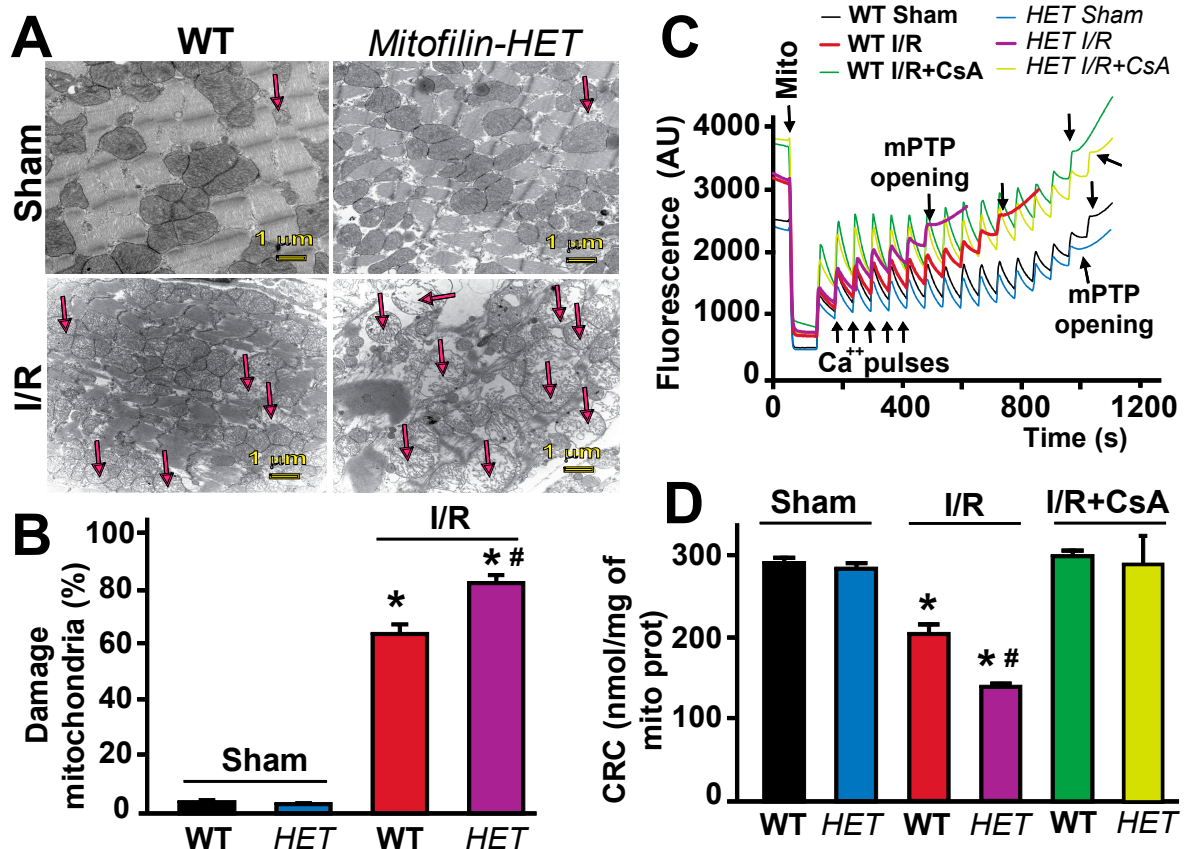 A
WT
Mitofilin-HET
Sham
1 µm
1 µm
I/R
1 µm
1 µm
B
Damage
mitochondria (%)
100
80
60
40
20
0
Sham
I/R
*
* #
WT
HET
WT
HET
C
WT Sham
WT I/R
WT I/R+CsA
HET Sham
HET I/R
HET I/R+CsA
Mito
Fluorescence (AU)
4000
3000
2000
1000
0
mPTP
opening
mPTP
opening
Ca++ pulses
0
400
800
1200
Time (s)
D
Sham
I/R
I/R+CsA
CRC (nmol/mg of
mito prot)
300
200
100
0
*
* #
WT
HET
WT
HET
WT
HET